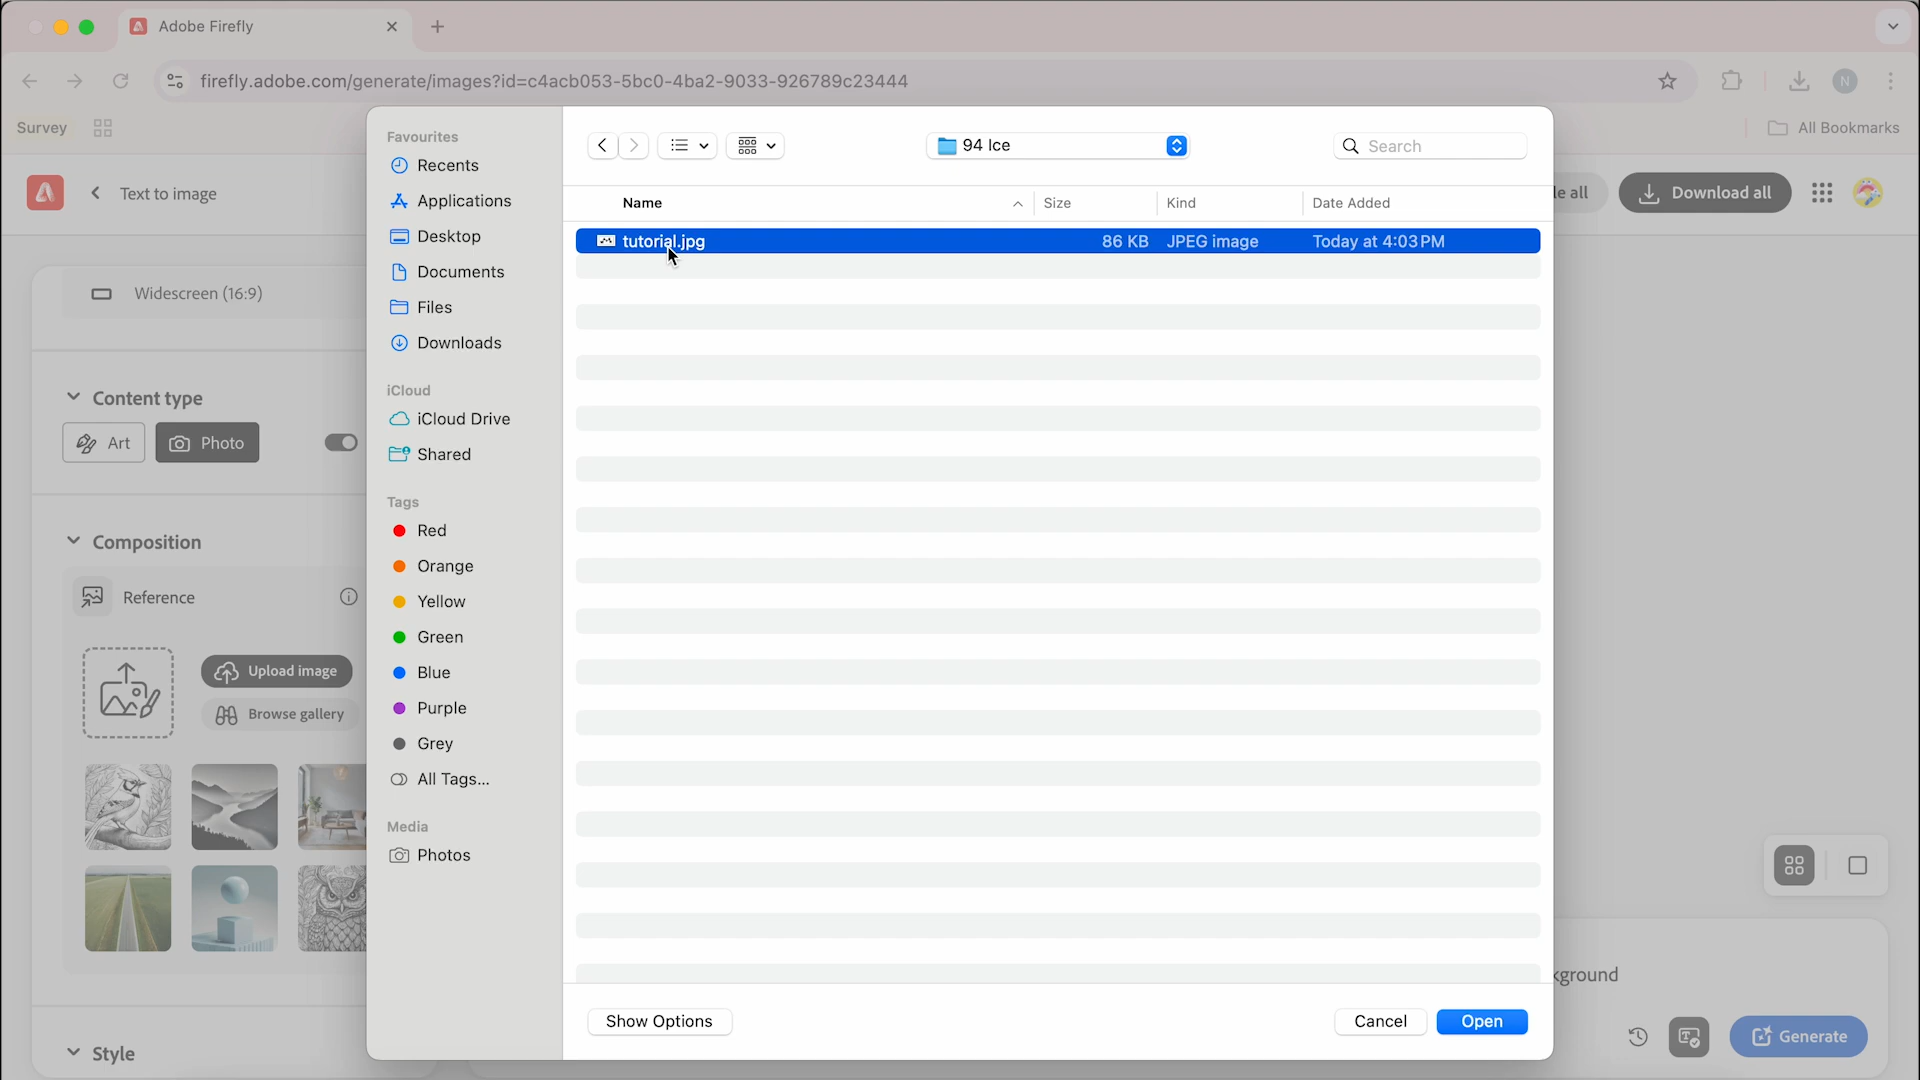 Adobe Firefly
firefly.adobe.com/generate/images?id=c4acb053-5bc0-4ba2-9033-926789c23444
N
Survey
All Bookmarks
Text to image
le all
Download all
Widescreen (16:9)
Content type
Art
Photo
Composition
Reference
Upload image
Browse gallery
Style
Favourites
Recents
Applications
Desktop
Documents
Files
Downloads
iCloud
iCloud Drive
Shared
Tags
Red
Orange
Yellow
Green
Blue
Purple
Grey
All Tags...
Media
Photos
94 Ice
Search
Name Size Kind Date Added
tutorial.jpg 86 KB JPEG image Today at 4:03 PM
Show Options
Cancel
Open
kground
Generate